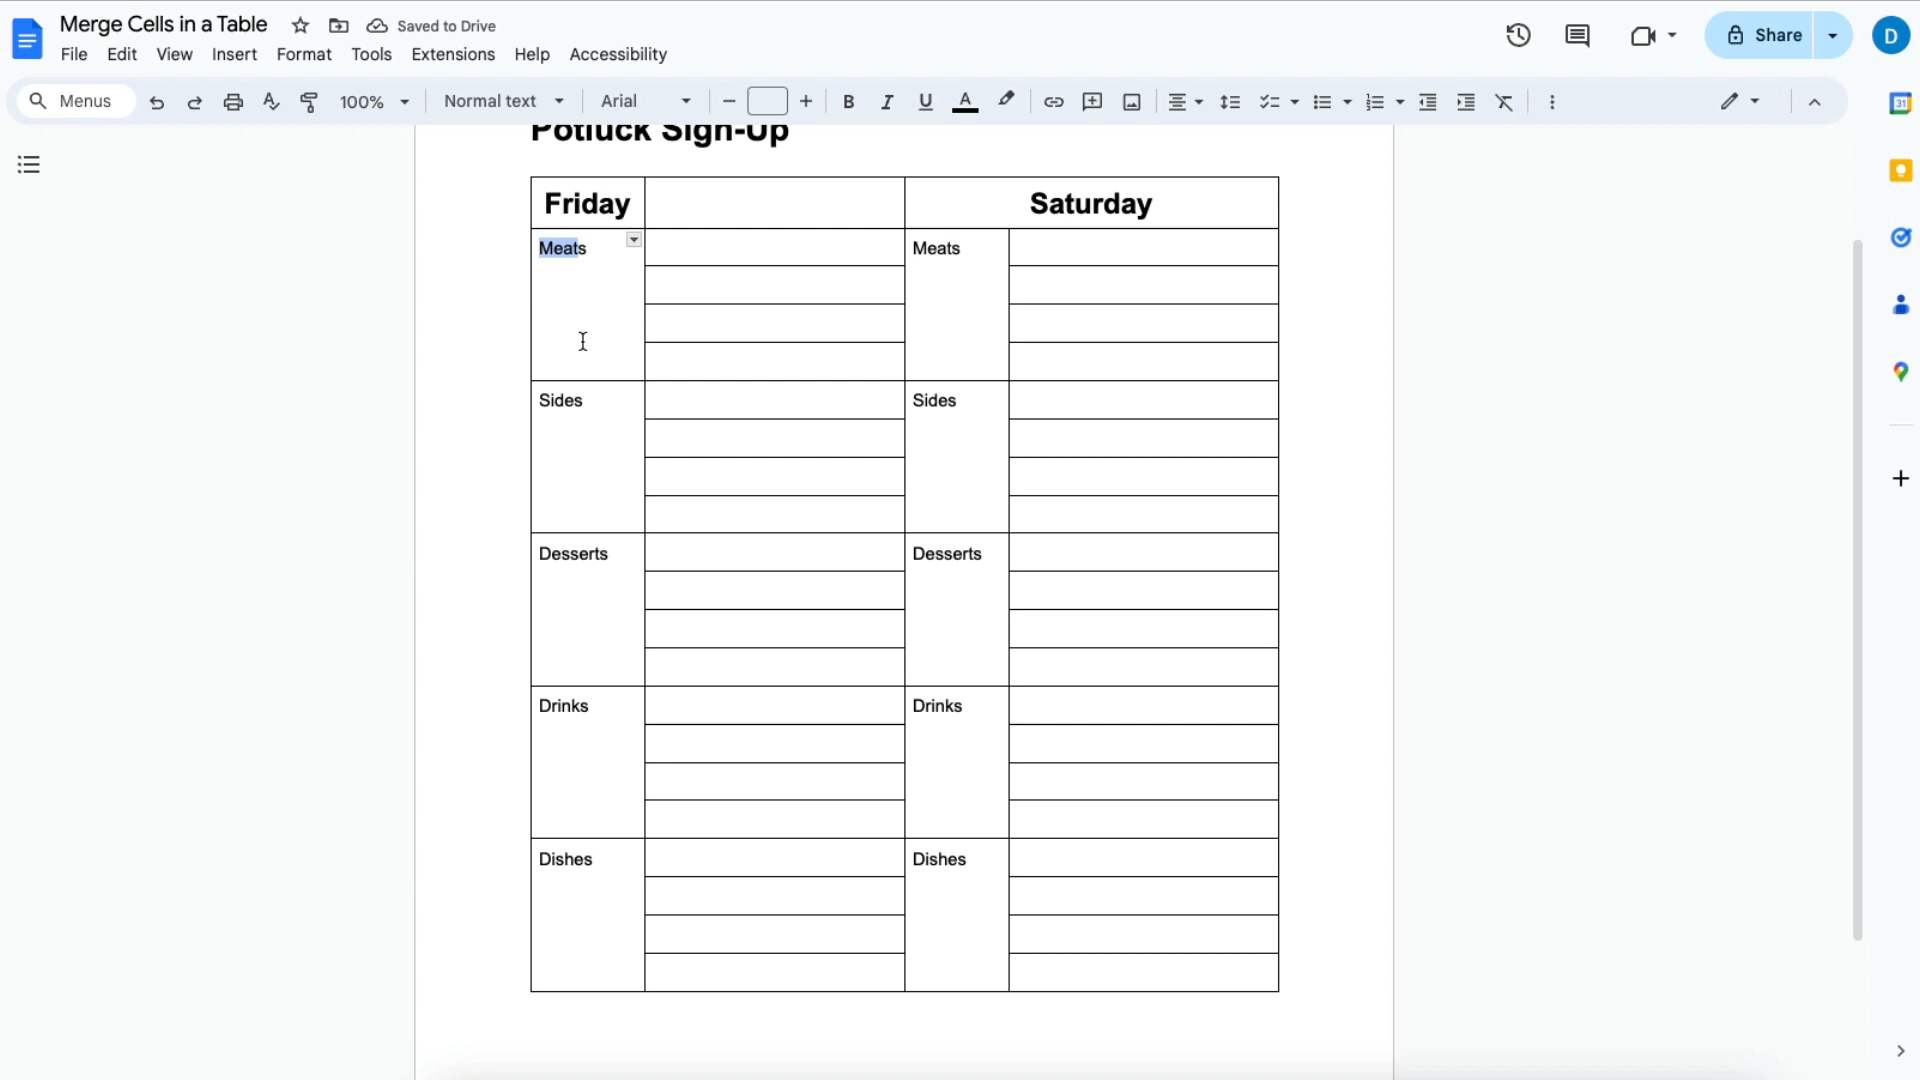 Merge Cells in a Table
Saved to Drive
File Edit View Insert Format Tools Extensions Help Accessibility
Share
D
Menus
100%
Normal text
Arial
B I U A
31
Potluck Sign-Up
Friday Saturday
Meats Meats
Sides Sides
Desserts Desserts
Drinks Drinks
Dishes Dishes